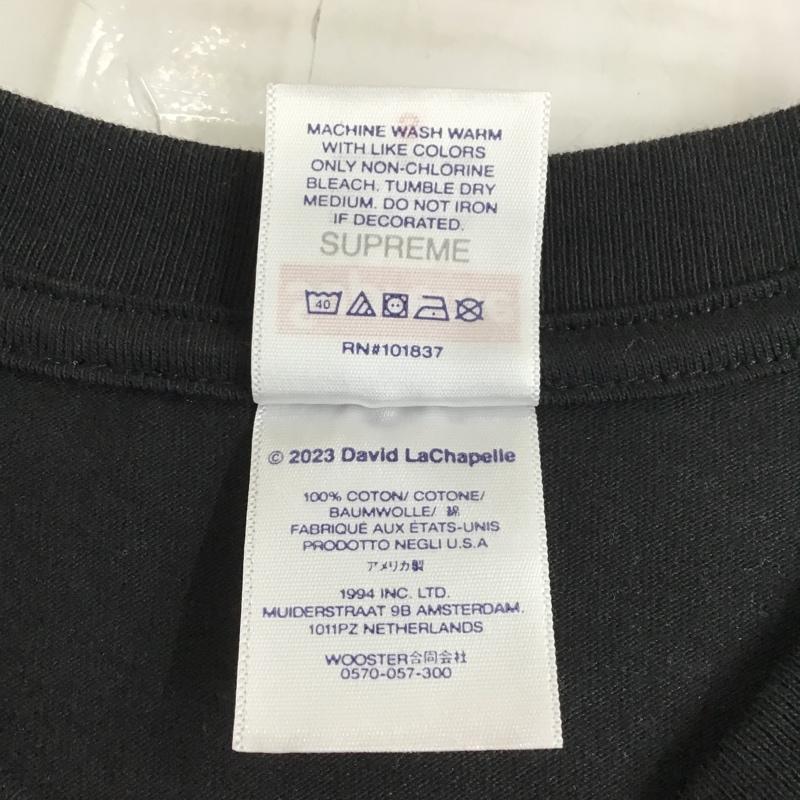 MACHINE WASH WARM
WITH LIKE COLORS
ONLY NON-CHLORINE
BLEACH. TUMBLE DRY
MEDIUM. DO NOT IRON
IF DECORATED.
SUPREME
40
RN#101837
© 2023 David LaChapelle
100% COTON/ COTONE/
BAUMWOLLE/ 綿
FABRIQUÉ AUX ÉTATS-UNIS
PRODOTTO NEGLI U.S.A
アメリカ製
1994 INC. LTD.
MUIDERSTRAAT 9B AMSTERDAM.
1011PZ NETHERLANDS
WOOSTER合同会社
0570-057-300